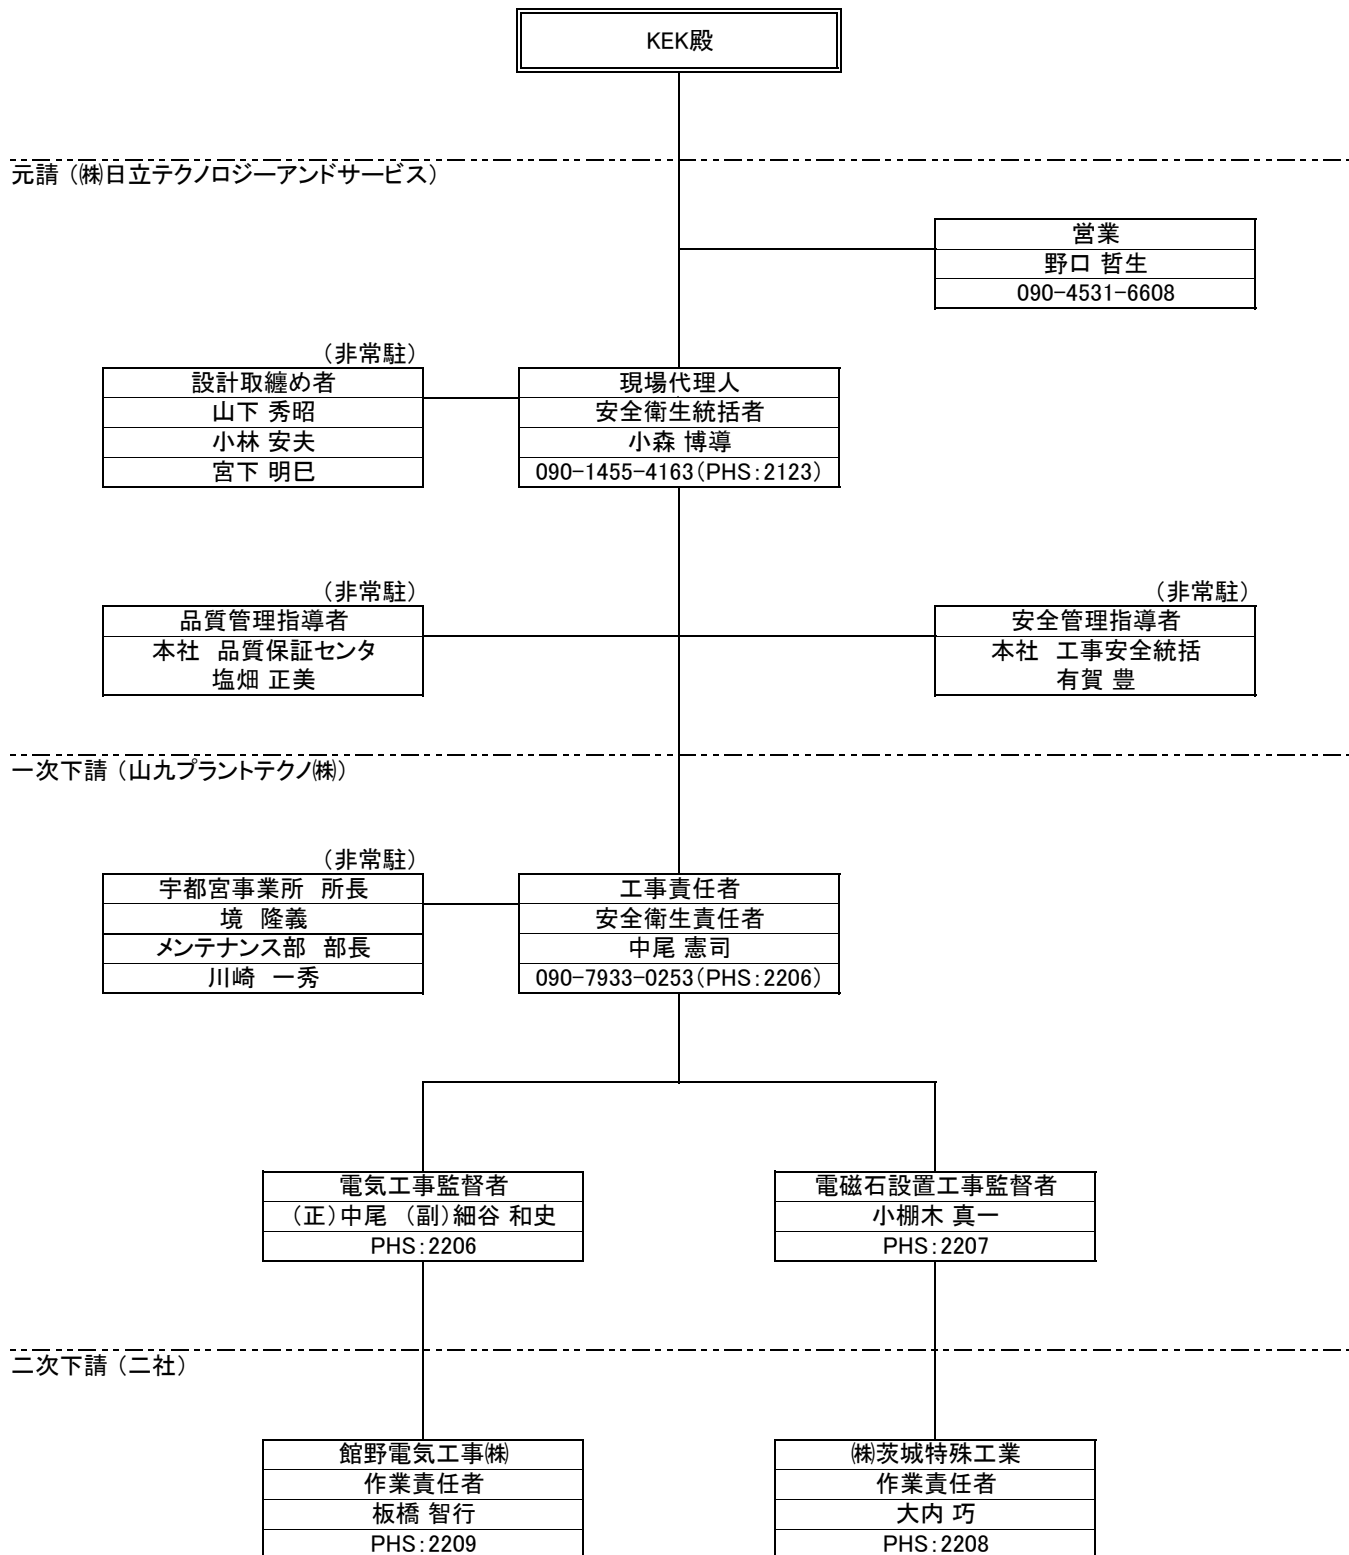 KEK殿
元請（㈱日立テクノロジーアンドサービス）
営業
野口 哲生
090-4531-6608
（非常駐）
設計取纏め者
山下 秀昭
小林 安夫
宮下 明巳
現場代理人
安全衛生統括者
小森 博導
090-1455-4163（PHS：2123）
（非常駐）
品質管理指導者
本社　品質保証センタ
塩畑 正美
（非常駐）
安全管理指導者
本社　工事安全統括
有賀 豊
一次下請（山九プラントテクノ㈱）
（非常駐）
宇都宮事業所　所長
境　隆義
メンテナンス部　部長
川崎　一秀
工事責任者
安全衛生責任者
中尾 憲司
090-7933-0253（PHS：2206）
電気工事監督者
（正）中尾　（副）細谷 和史
PHS：2206
電磁石設置工事監督者
小棚木 真一
PHS：2207
二次下請（二社）
館野電気工事㈱
作業責任者
板橋 智行
PHS：2209
㈱茨城特殊工業
作業責任者
大内 巧
PHS：2208